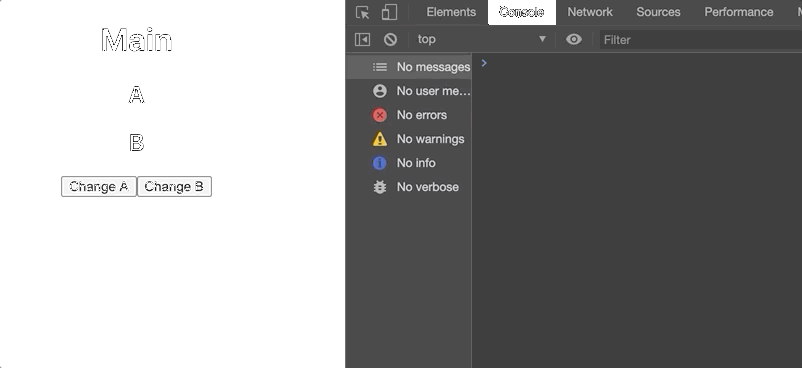 Main
A
B
Change A Change B
Elements Console Network Sources Performance
top Filter
No messages
No user me...
No errors
No warnings
No info
No verbose